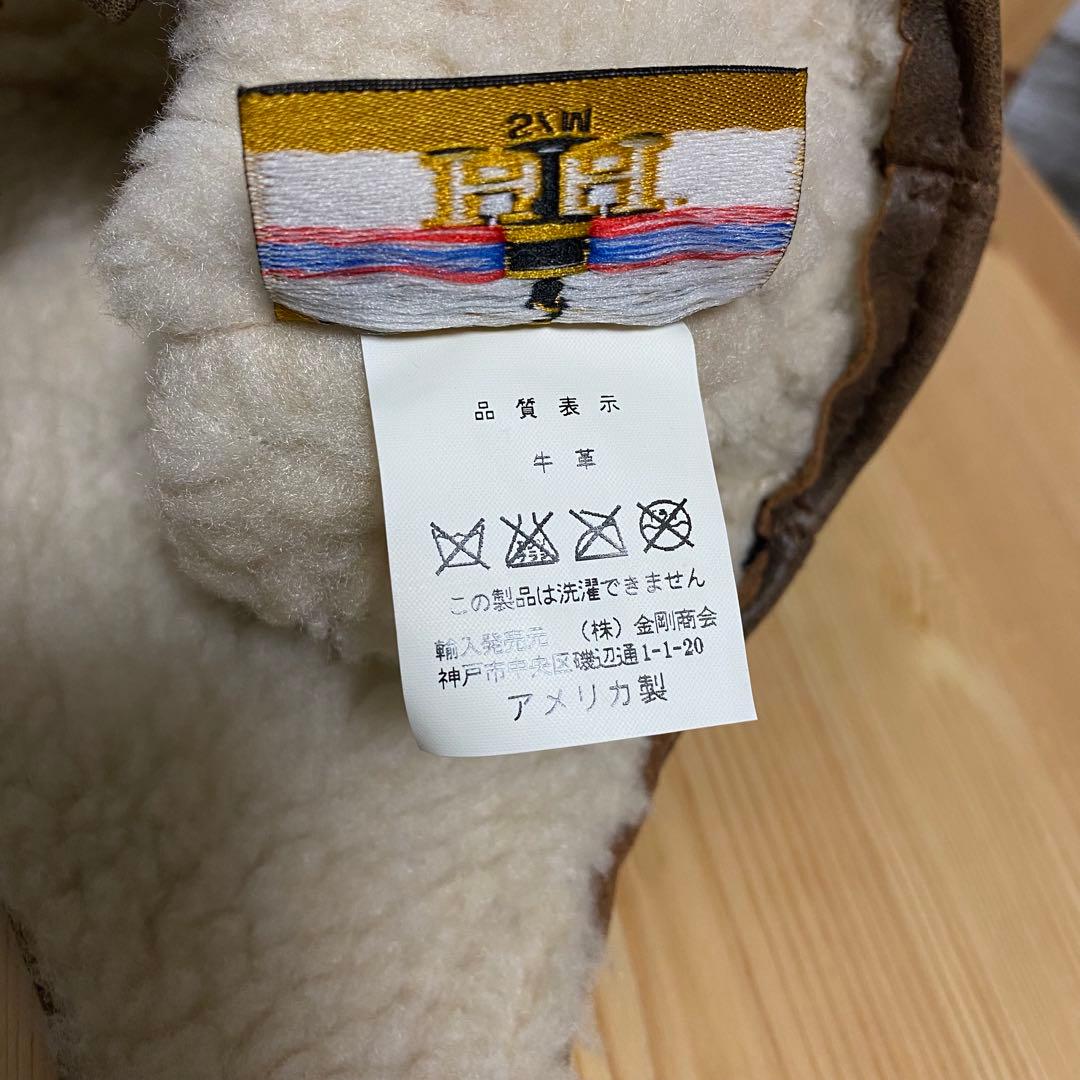 HH
品質表示
牛革
この製品は洗濯できません
輸入発売元 (株)金剛商会
神戸市中央区磯辺通1-1-20
アメリカ製